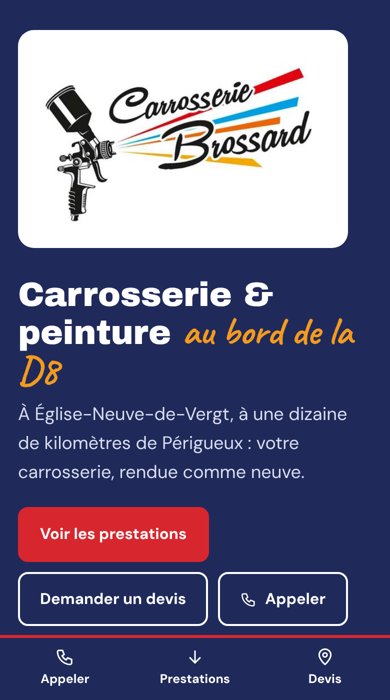 Carrosserie
Brossard
Carrosserie &
peinture au bord de la
D8
À Église-Neuve-de-Vergt, à une dizaine
de kilomètres de Périgueux : votre
carrosserie, rendue comme neuve.
Voir les prestations
Demander un devis
Appeler
Appeler
Prestations
Devis